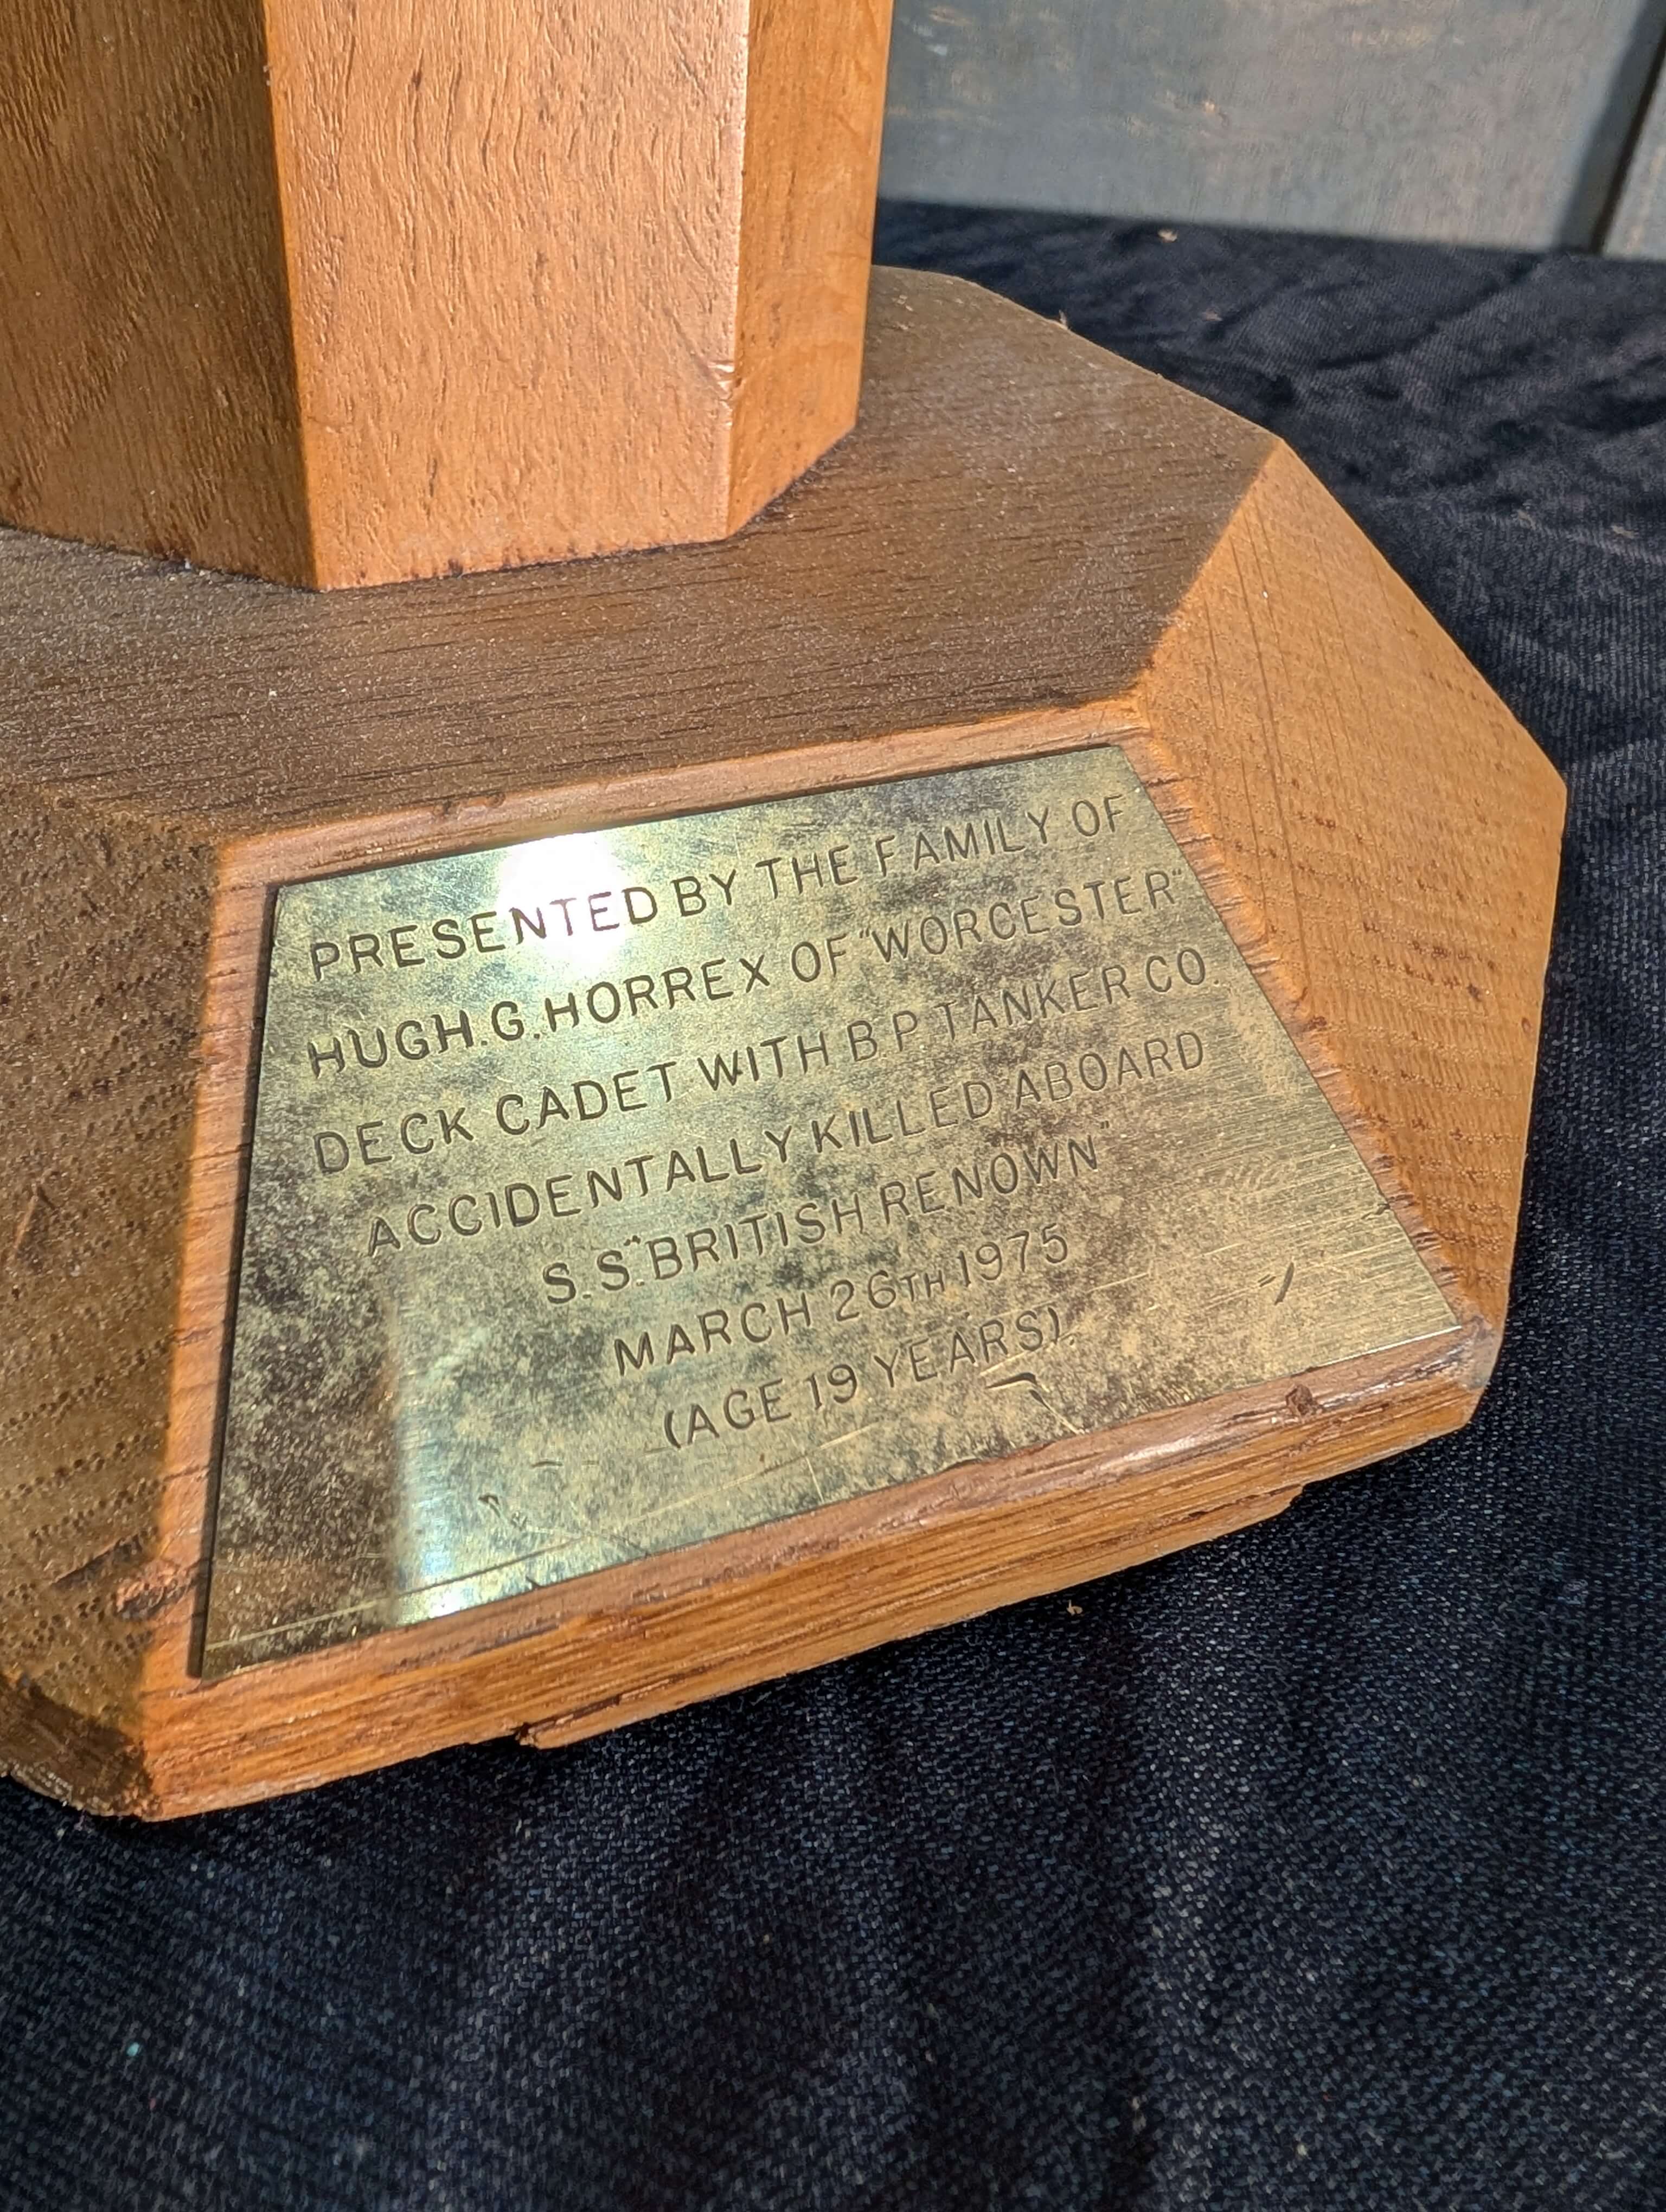 PRESENTED BY THE FAMILY OF
HUGH.G.HORREX OF "WORCESTER"
DECK CADET WITH B.P. TANKER CO.
ACCIDENTALLY KILLED ABOARD
S.S."BRITISH RENOWN"
MARCH 26TH 1975
(AGE 19 YEARS).